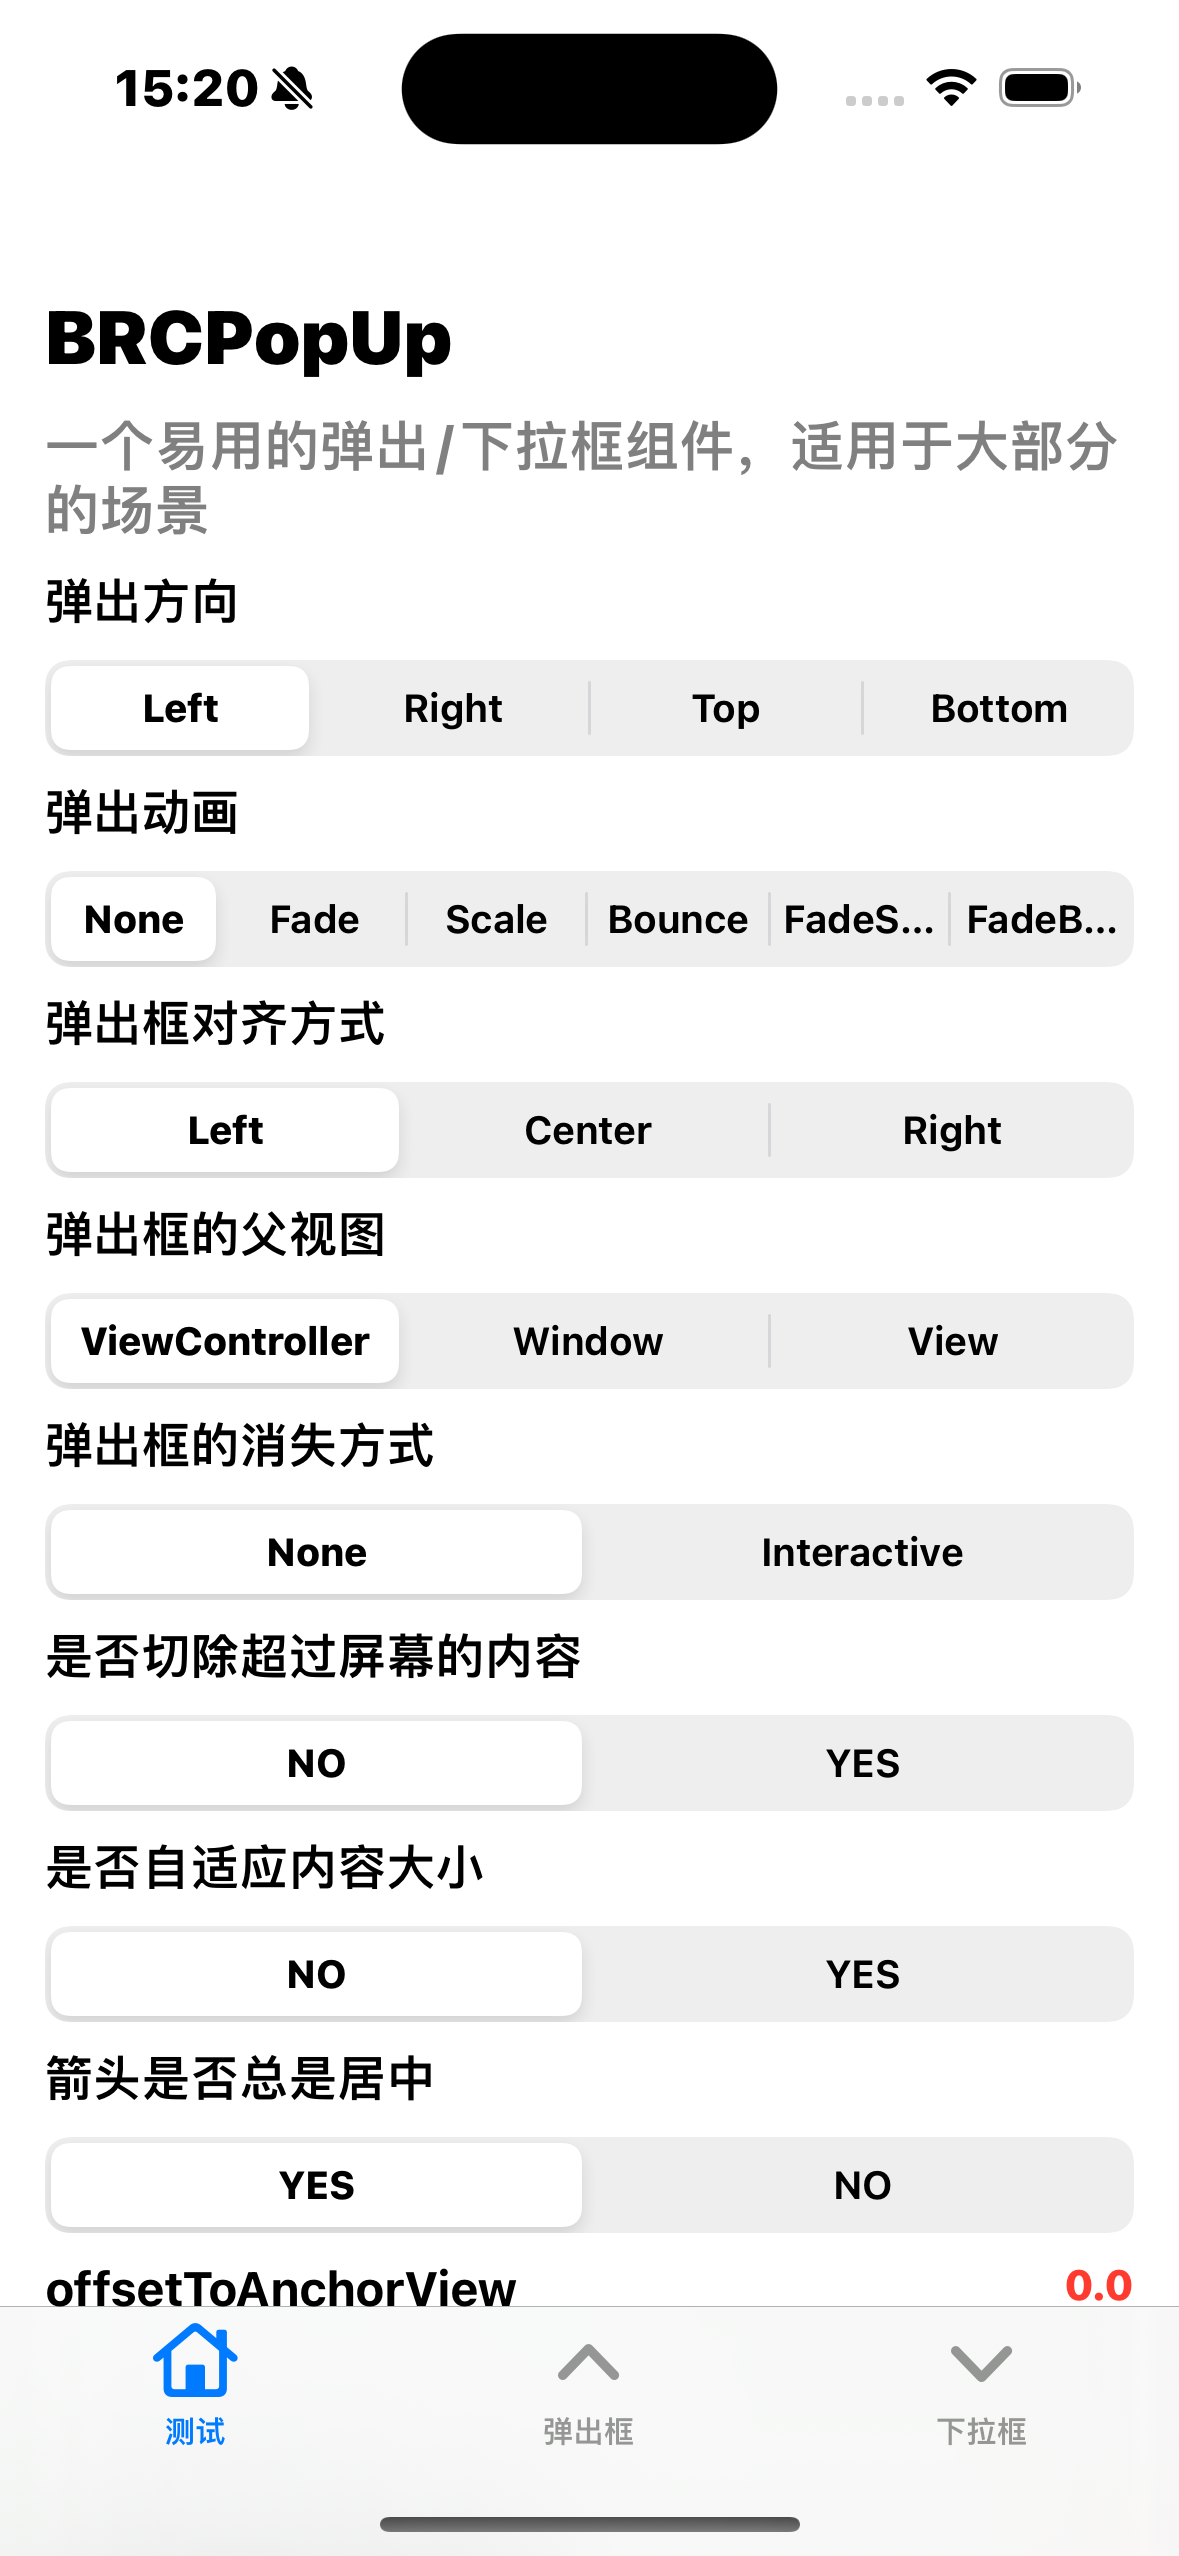 15:20
BRCPopUp
一个易用的弹出/下拉框组件，适用于大部分
的场景
弹出方向
Left Right Top Bottom
弹出动画
None Fade Scale Bounce FadeS... FadeB...
弹出框对齐方式
Left Center Right
弹出框的父视图
ViewController Window View
弹出框的消失方式
None Interactive
是否切除超过屏幕的内容
NO YES
是否自适应内容大小
NO YES
箭头是否总是居中
YES NO
offsetToAnchorView 0.0
测试 弹出框 下拉框